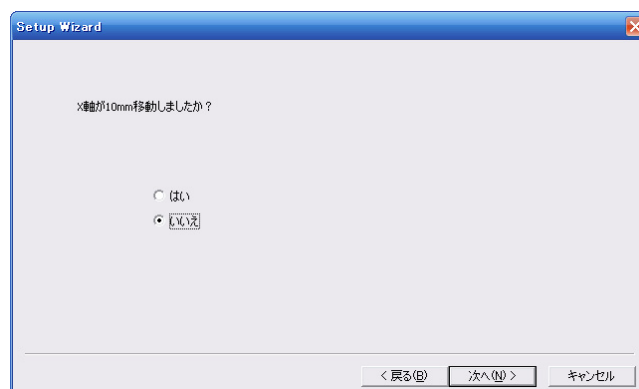 Setup Wizard
X軸が10mm移動しましたか？
はい
いいえ
< 戻る(B) 次へ(N) > キャンセル